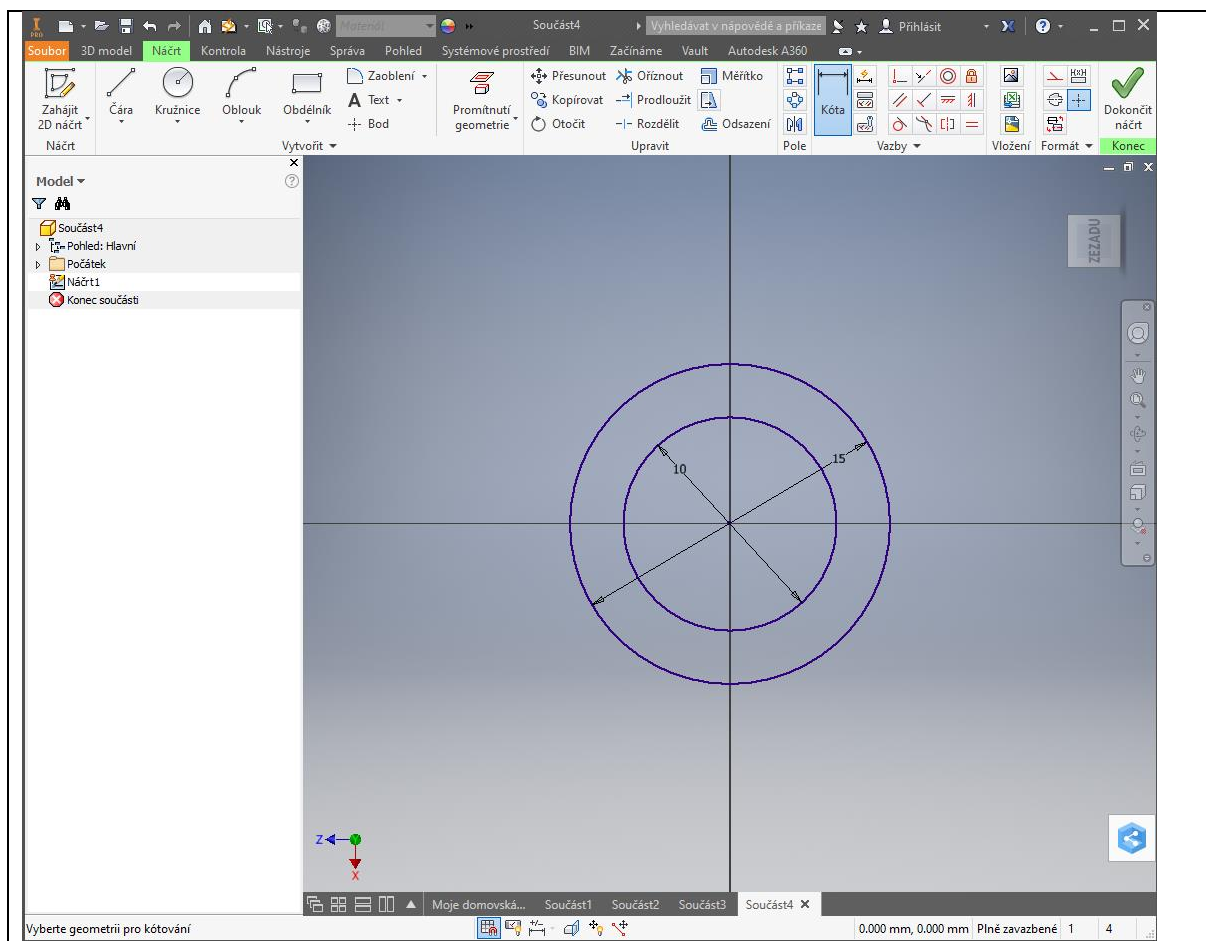 PRO Materiál Součást4 Vyhledávat v nápovědě a příkaze Přihlásit
Soubor 3D model Náčrt Kontrola Nástroje Správa Pohled Systémové prostředí BIM Začínáme Vault Autodesk A360
Zahájit 2D náčrt
Čára
Kružnice
Oblouk
Obdélník
Zaoblení
Text
Bod
Promítnutí geometrie
Přesunout
Oříznout
Měřítko
Kopírovat
Prodloužit
Otočit
Rozdělit
Odsazení
Kóta
Dokončit náčrt
Náčrt Vytvořit Upravit Pole Vazby Vložení Formát Konec
Model
Součást4
Pohled: Hlavní
Počátek
Náčrt1
Konec součásti
ZEZADU
10
15
Z
Y
X
Moje domovská... Součást1 Součást2 Součást3 Součást4
Vyberte geometrii pro kótování 0.000 mm, 0.000 mm Plně zavazbené 1 4